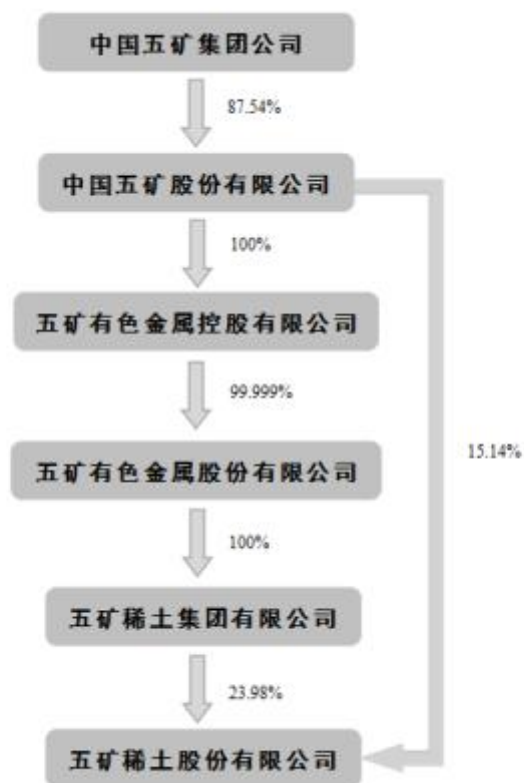 中国五矿集团公司
87.54%
中国五矿股份有限公司
100%
五矿有色金属控股有限公司
99.999%
15.14%
五矿有色金属股份有限公司
100%
五矿稀土集团有限公司
23.98%
五矿稀土股份有限公司